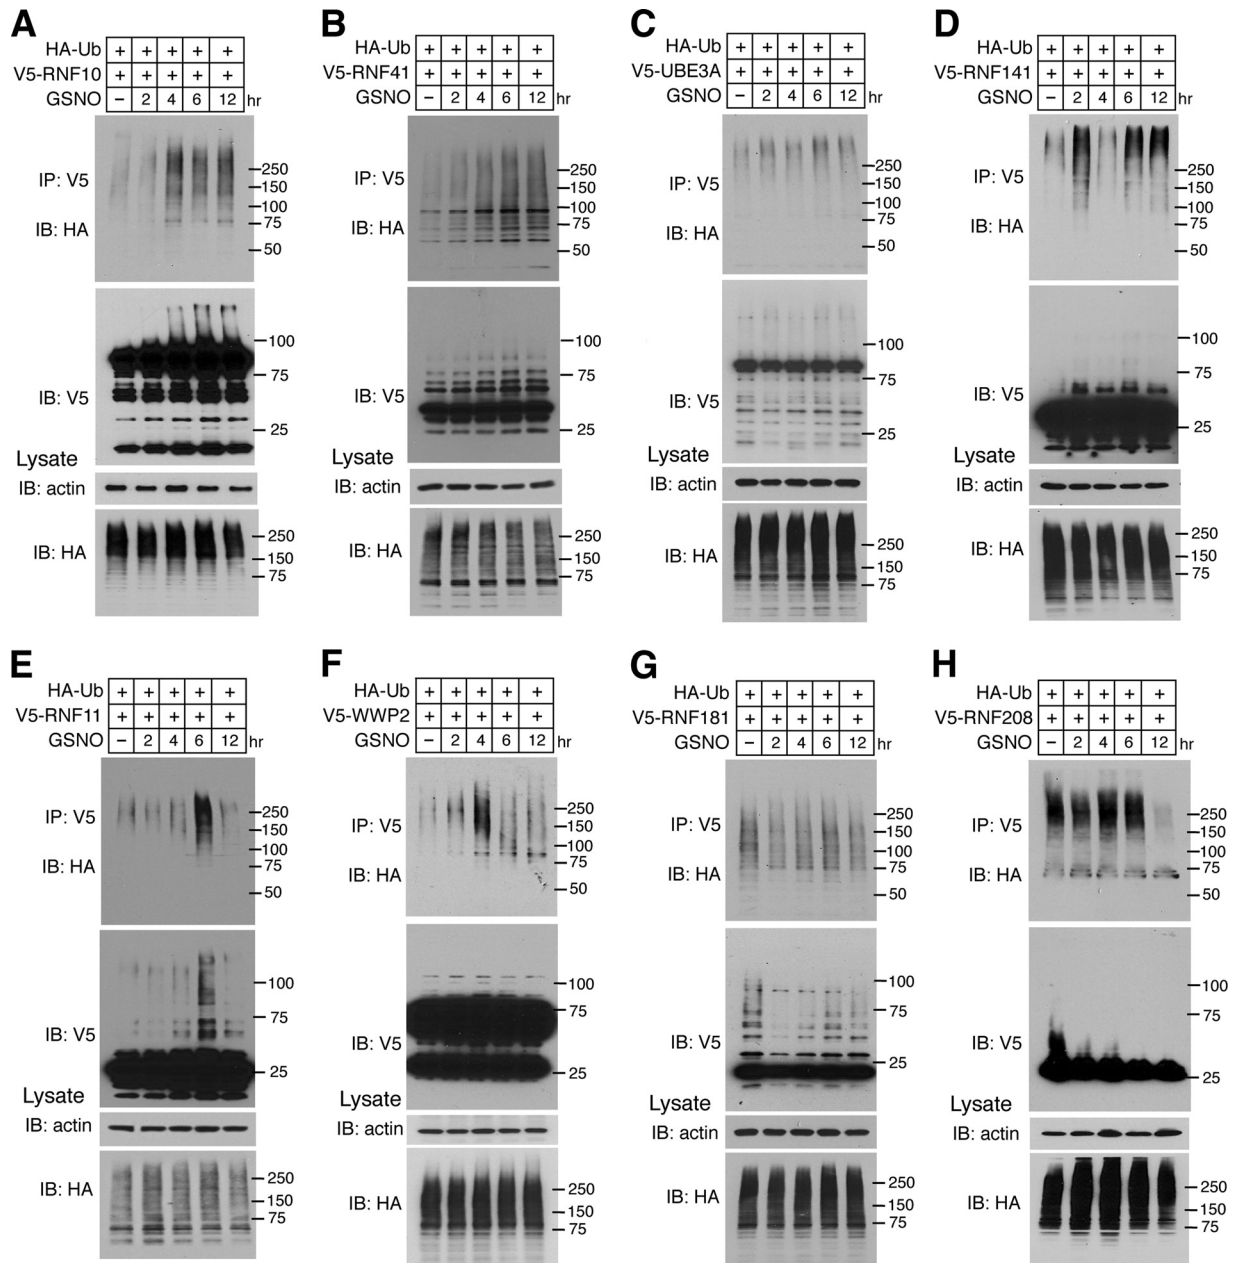 A
HA-Ub + + + + +
V5-RNF10 + + + + +
GSNO − 2 4 6 12 hr
IP: V5
IB: HA
250
150
100
75
50
IB: V5
100
75
25
Lysate
IB: actin
IB: HA
250
150
75
B
HA-Ub + + + + +
V5-RNF41 + + + + +
GSNO − 2 4 6 12 hr
IP: V5
IB: HA
250
150
100
75
50
IB: V5
100
75
25
Lysate
IB: actin
IB: HA
250
150
75
C
HA-Ub + + + + +
V5-UBE3A + + + + +
GSNO − 2 4 6 12 hr
IP: V5
IB: HA
250
150
100
75
50
IB: V5
100
75
25
Lysate
IB: actin
IB: HA
250
150
75
D
HA-Ub + + + + +
V5-RNF141 + + + + +
GSNO − 2 4 6 12 hr
IP: V5
IB: HA
250
150
100
75
50
IB: V5
100
75
25
Lysate
IB: actin
IB: HA
250
150
75
E
HA-Ub + + + + +
V5-RNF11 + + + + +
GSNO − 2 4 6 12 hr
IP: V5
IB: HA
250
150
100
75
50
IB: V5
100
75
25
Lysate
IB: actin
IB: HA
250
150
75
F
HA-Ub + + + + +
V5-WWP2 + + + + +
GSNO − 2 4 6 12 hr
IP: V5
IB: HA
250
150
100
75
50
IB: V5
100
75
25
Lysate
IB: actin
IB: HA
250
150
75
G
HA-Ub + + + + +
V5-RNF181 + + + + +
GSNO − 2 4 6 12 hr
IP: V5
IB: HA
250
150
100
75
50
IB: V5
100
75
25
Lysate
IB: actin
IB: HA
250
150
75
H
HA-Ub + + + + +
V5-RNF208 + + + + +
GSNO − 2 4 6 12 hr
IP: V5
IB: HA
250
150
100
75
50
IB: V5
100
75
25
Lysate
IB: actin
IB: HA
250
150
75